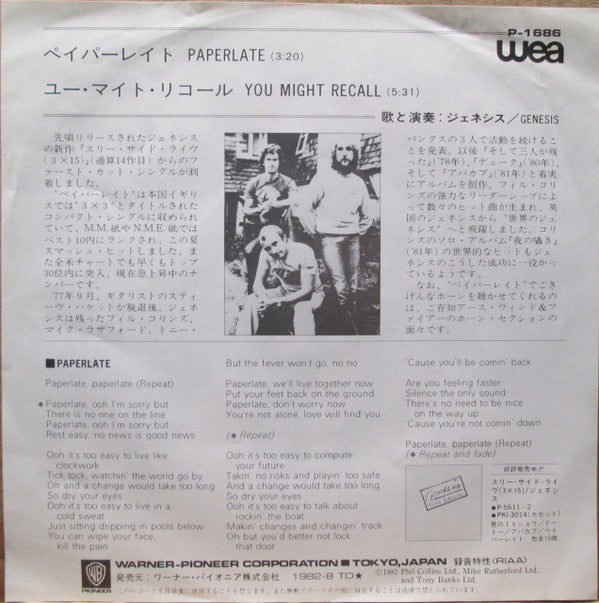 P-1686
wea
ペイパーレイト PAPERLATE (3:20)
ユー・マイト・リコール YOU MIGHT RECALL (5:31)
歌と演奏：ジェネシス／GENESIS
先頃リリースされたジェネシス
の新作『スリー・サイド・ライヴ
(3×15)』(通算14作目)からのフ
ァースト・カット・シングルが到
着しました。
“ペイパーレイト”は本国イギリ
スでは“3×3”とタイトルされた
コンパクト・シングルに収められ
ていて、M.M.紙やN.M.E.紙では
ベスト10内にランクされ、この夏
スマッシュ・ヒットしました。ま
た全米チャートでも早くもトップ
30位内に突入、現在急上昇中のナ
ンバーです。
'77年9月、ギタリストのスティ
ーヴ・ハケットが脱退後、ジェネ
シスは残ったフィル・コリンズ、
マイク・ラザフォード、トニー・
バンクスの3人で活動を続けるこ
とを発表。以後『そして三人が残
った』('78年)、『デューク』('80年)、
そして『アバカブ』('81年)と着実
にアルバムを制作。フィル・コリ
ンズの強力なリーダーシップによ
って数々のヒット曲が生まれ、英
国のジェネシスから“世界のジェ
ネシス”へと飛躍しました。コリ
ンズのソロ・アルバム『夜の囁き』
('81年)の世界的なヒットもジェ
ネシスのこうした成功に一役かっ
ているようです。
なお、“ペイパーレイト”でごき
げんなホーンを聴かせてくれるの
は、ご存知アース・ウィンド＆フ
ァイアーのホーン・セクションの
面々です。
■PAPERLATE
Paperlate, paperlate (Repeat)
＊Paperlate, ooh I'm sorry but
There is no one on the line
Paperlate, ooh I'm sorry but
Rest easy, no news is good news
Ooh it's too easy to live like
clockwork
Tick tock, watchin' the world go by
Oh and a change would take too long
So dry your eyes
Ooh it's too easy to live in a
cold sweat
Just sitting dripping in pools below
You can wipe your face,
kill the pain
But the fever won't go, no no
Paperlate, we'll live together now
Put your feet back on the ground
Paperlate, don't worry now
You're not alone, love will find you
(＊Repeat)
Ooh it's too easy to compute
your future
Takin' no risks and playin' too safe
And a change would take too long
So dry your eyes
Ooh it's too easy to talk about
rockin' the boat
Makin' changes and changin' track
Oh but you'd better not lock
that door
'Cause you'll be comin' back
Are you feeling faster
Silence the only sound
There's no need to be nice
on the way up
'Cause you're not comin' down
Paperlate, paperlate (Repeat)
(＊Repeat and fade)
好評発売中!!
スリー・サイド・ライ
ヴ(3×15)／ジェネシ
ス
●P-5611～2
●PKI-3014(カセット)
WB
PIONEER
WARNER-PIONEER CORPORATION ■ TOKYO, JAPAN 録音特性<RIAA>
発売元：ワーナー・パイオニア株式会社 1982・8 TO★
Ⓒ1982 Phil Collins Ltd., Mike Rutherford Ltd.,
and Tony Banks Ltd.